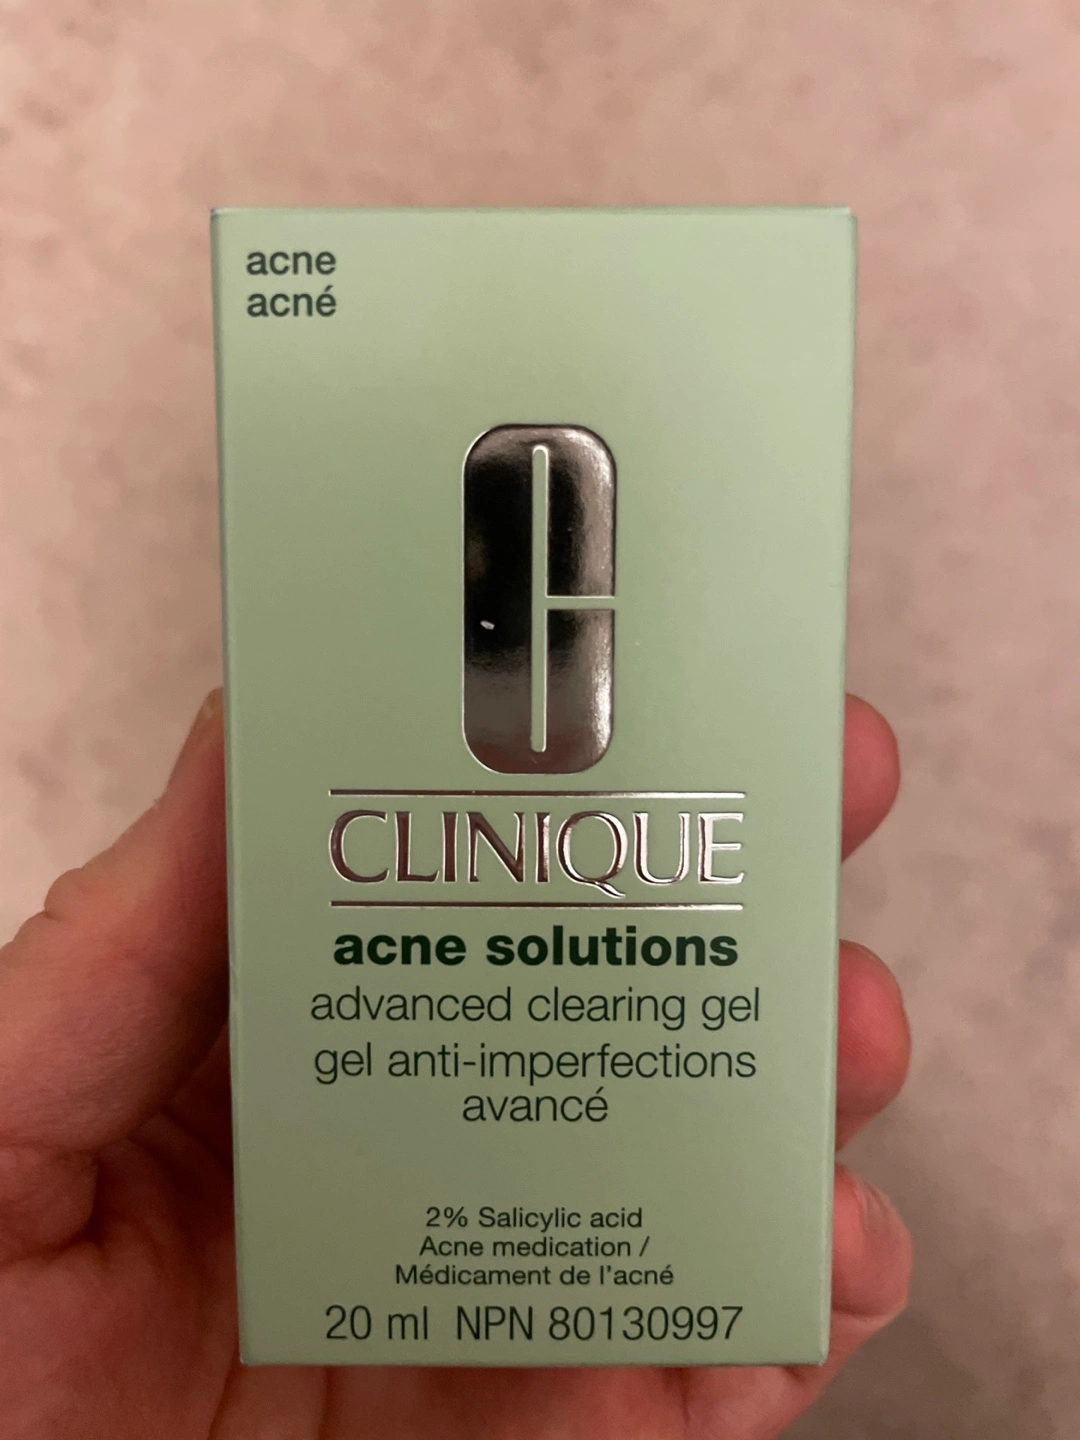 acne
acné
CLINIQUE
acne solutions
advanced clearing gel
gel anti-imperfections
avancé
2% Salicylic acid
Acne medication /
Médicament de l'acné
20 ml NPN 80130997